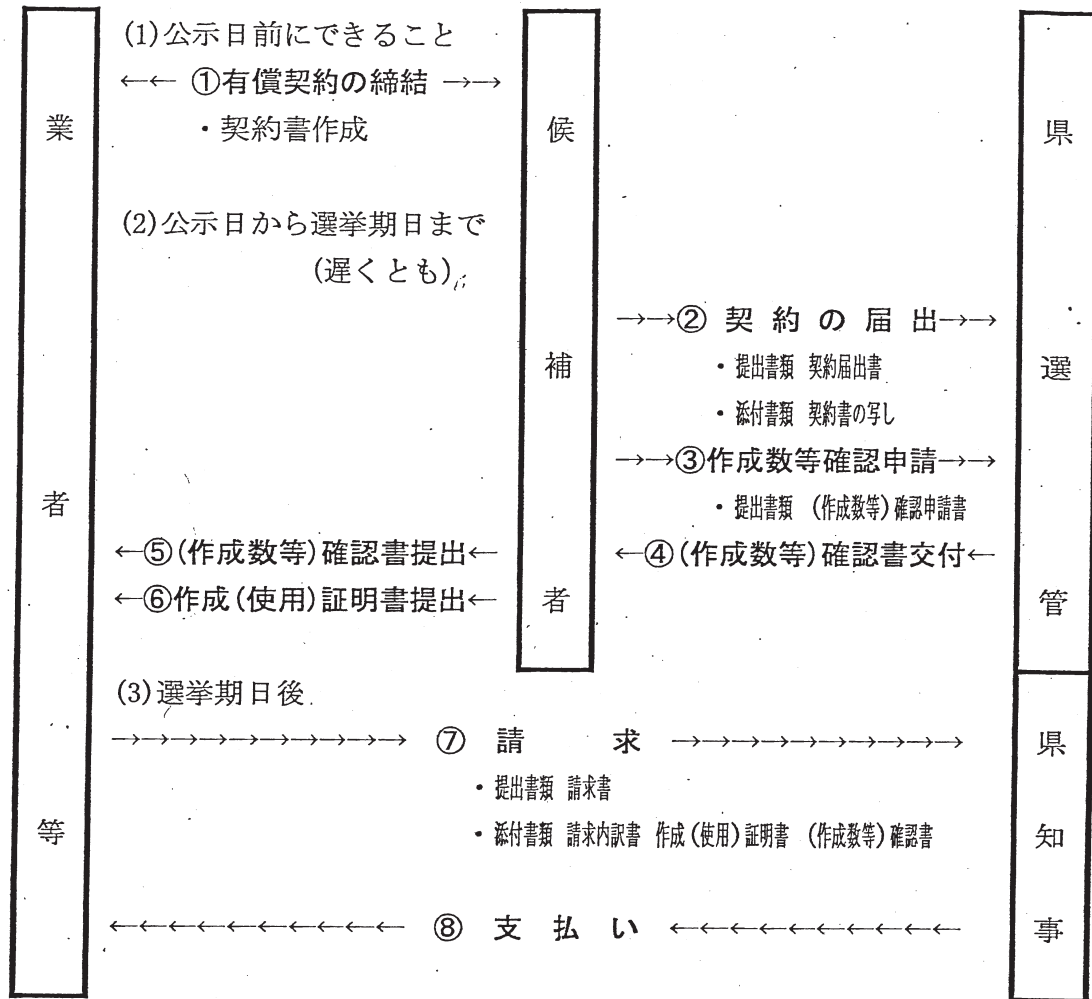 業者等
候補者
県選管
県知事
(1)公示日前にできること
←← ①有償契約の締結 →→
・契約書作成
(2)公示日から選挙期日まで
(遅くとも)
→→② 契約の届出→→
・提出書類 契約届出書
・添付書類 契約書の写し
→→③作成数等確認申請→→
・提出書類 (作成数等)確認申請書
←④(作成数等)確認書交付←
←⑤(作成数等)確認書提出←
←⑥作成(使用)証明書提出←
(3)選挙期日後
→→→→→→→→→→ ⑦ 請求 →→→→→→→→→→
・提出書類 請求書
・添付書類 請求内訳書 作成(使用)証明書 (作成数等)確認書
←←←←←←←←←← ⑧ 支払い ←←←←←←←←←←